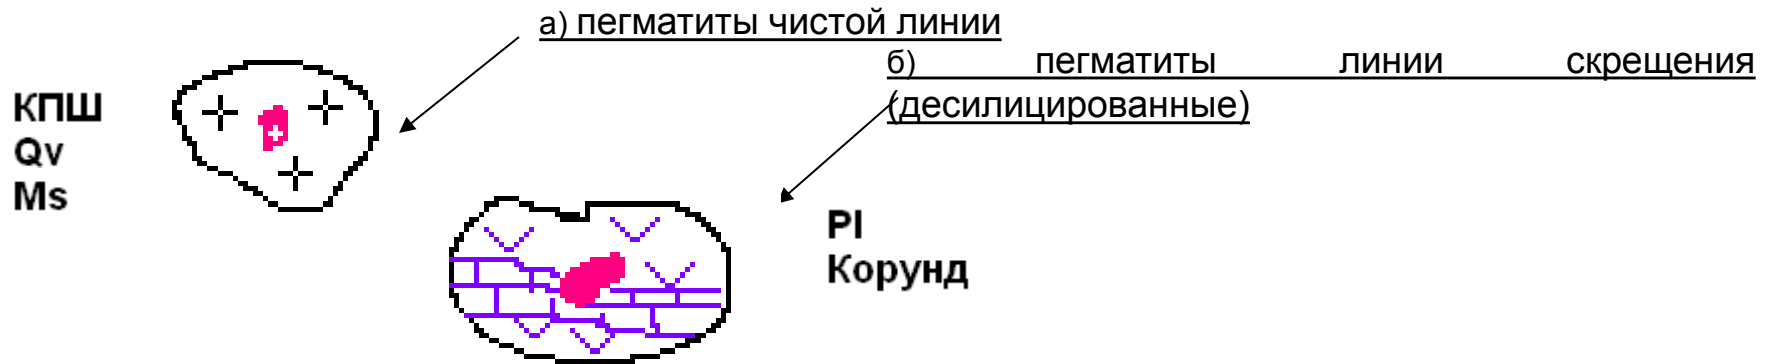 а) пегматиты чистой линии
б) пегматиты линии скрещения
(десилицированные)
КПШ
Qv
Ms
Pl
Корунд